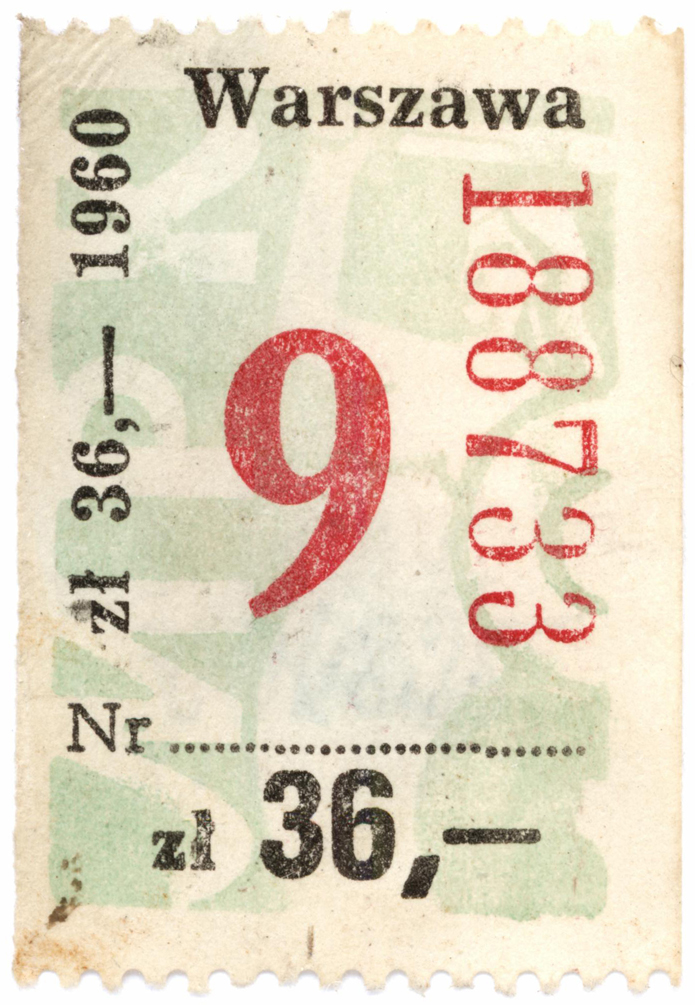 Warszawa
zł 36,— 1960
188733
9
Nr
zł 36,—